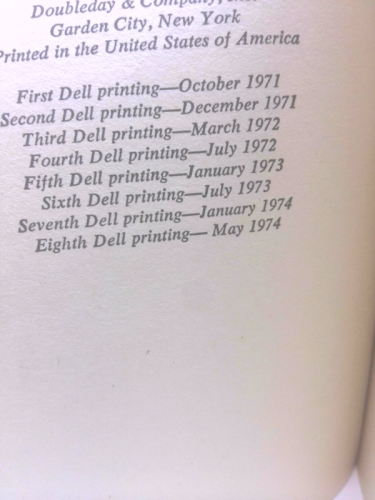 Doubleday & Company,
Garden City, New York
Printed in the United States of America
First Dell printing—October 1971
Second Dell printing—December 1971
Third Dell printing—March 1972
Fourth Dell printing—July 1972
Fifth Dell printing—January 1973
Sixth Dell printing—July 1973
Seventh Dell printing—January 1974
Eighth Dell printing— May 1974